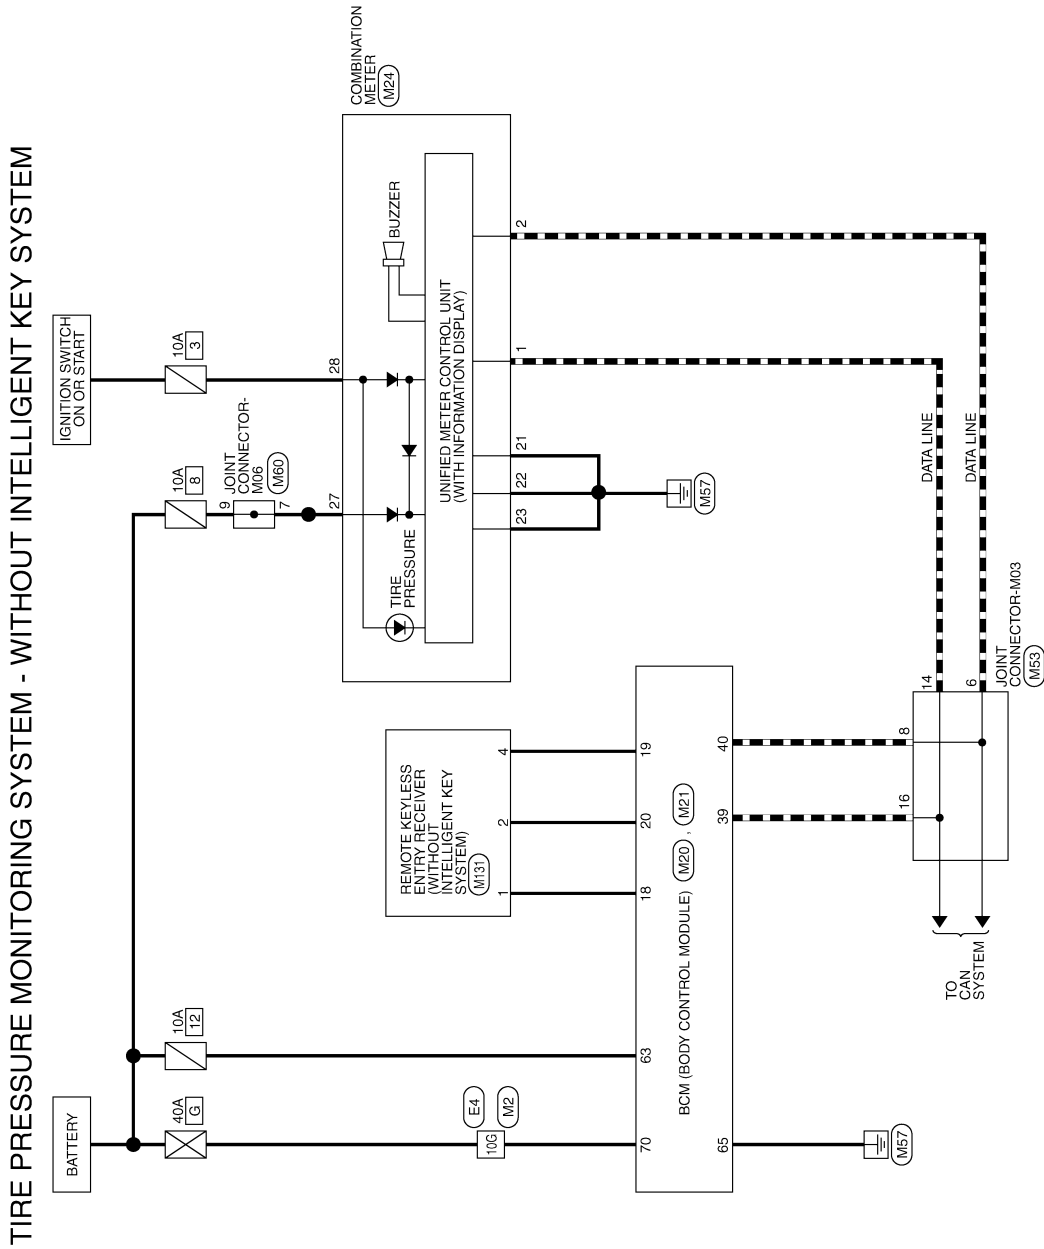 TIRE PRESSURE MONITORING SYSTEM - WITHOUT INTELLIGENT KEY SYSTEM
BATTERY
IGNITION SWITCH
ON OR START
40A
G
10A
12
10A
8
10A
3
9
JOINT
CONNECTOR-
M06
M60
7
27
28
COMBINATION
METER
M24
TIRE
PRESSURE
BUZZER
UNIFIED METER CONTROL UNIT
(WITH INFORMATION DISPLAY)
23
22
21
1
2
M57
E4
10G
M2
REMOTE KEYLESS
ENTRY RECEIVER
(WITHOUT
INTELLIGENT KEY
SYSTEM)
M131
1
2
4
70
63
18
20
19
BCM (BODY CONTROL MODULE)
M20 , M21
65
39
40
M57
DATA LINE
DATA LINE
16
8
14
6
JOINT
CONNECTOR-M03
M53
TO
CAN
SYSTEM